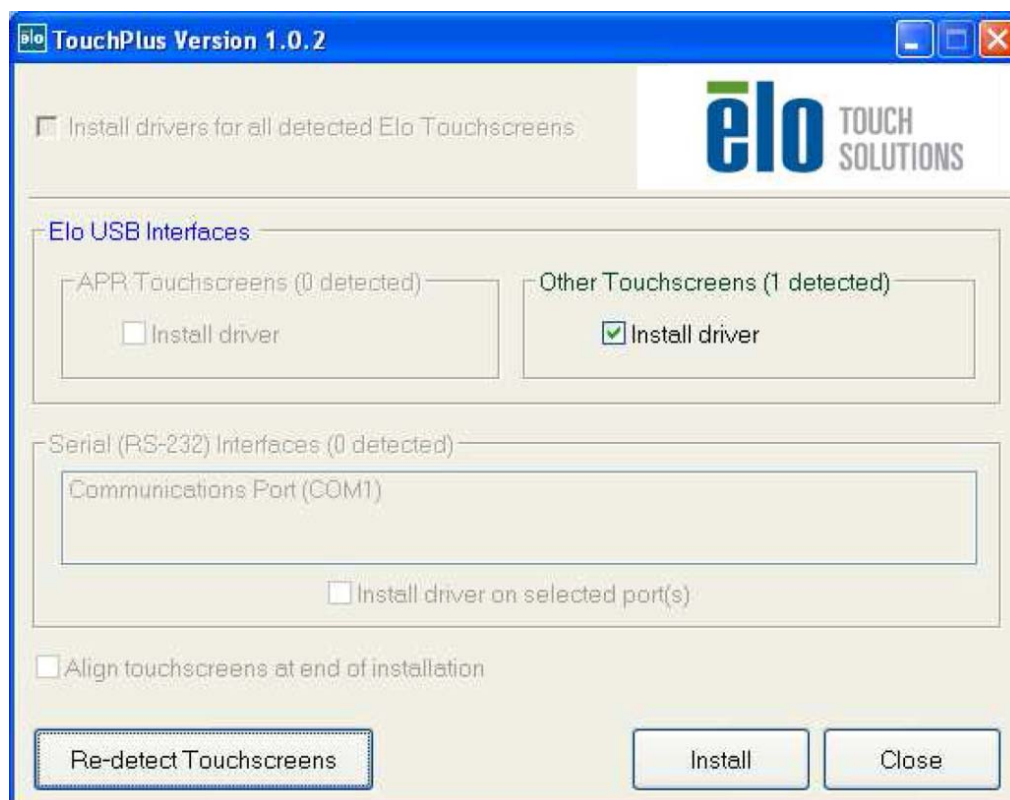 elo TouchPlus Version 1.0.2
Install drivers for all detected Elo Touchscreens
elo TOUCH
SOLUTIONS
Elo USB Interfaces
APR Touchscreens (0 detected)
Other Touchscreens (1 detected)
Install driver
Install driver
Serial (RS-232) Interfaces (0 detected)
Communications Port (COM1)
Install driver on selected port(s)
Align touchscreens at end of installation
Re-detect Touchscreens
Install
Close